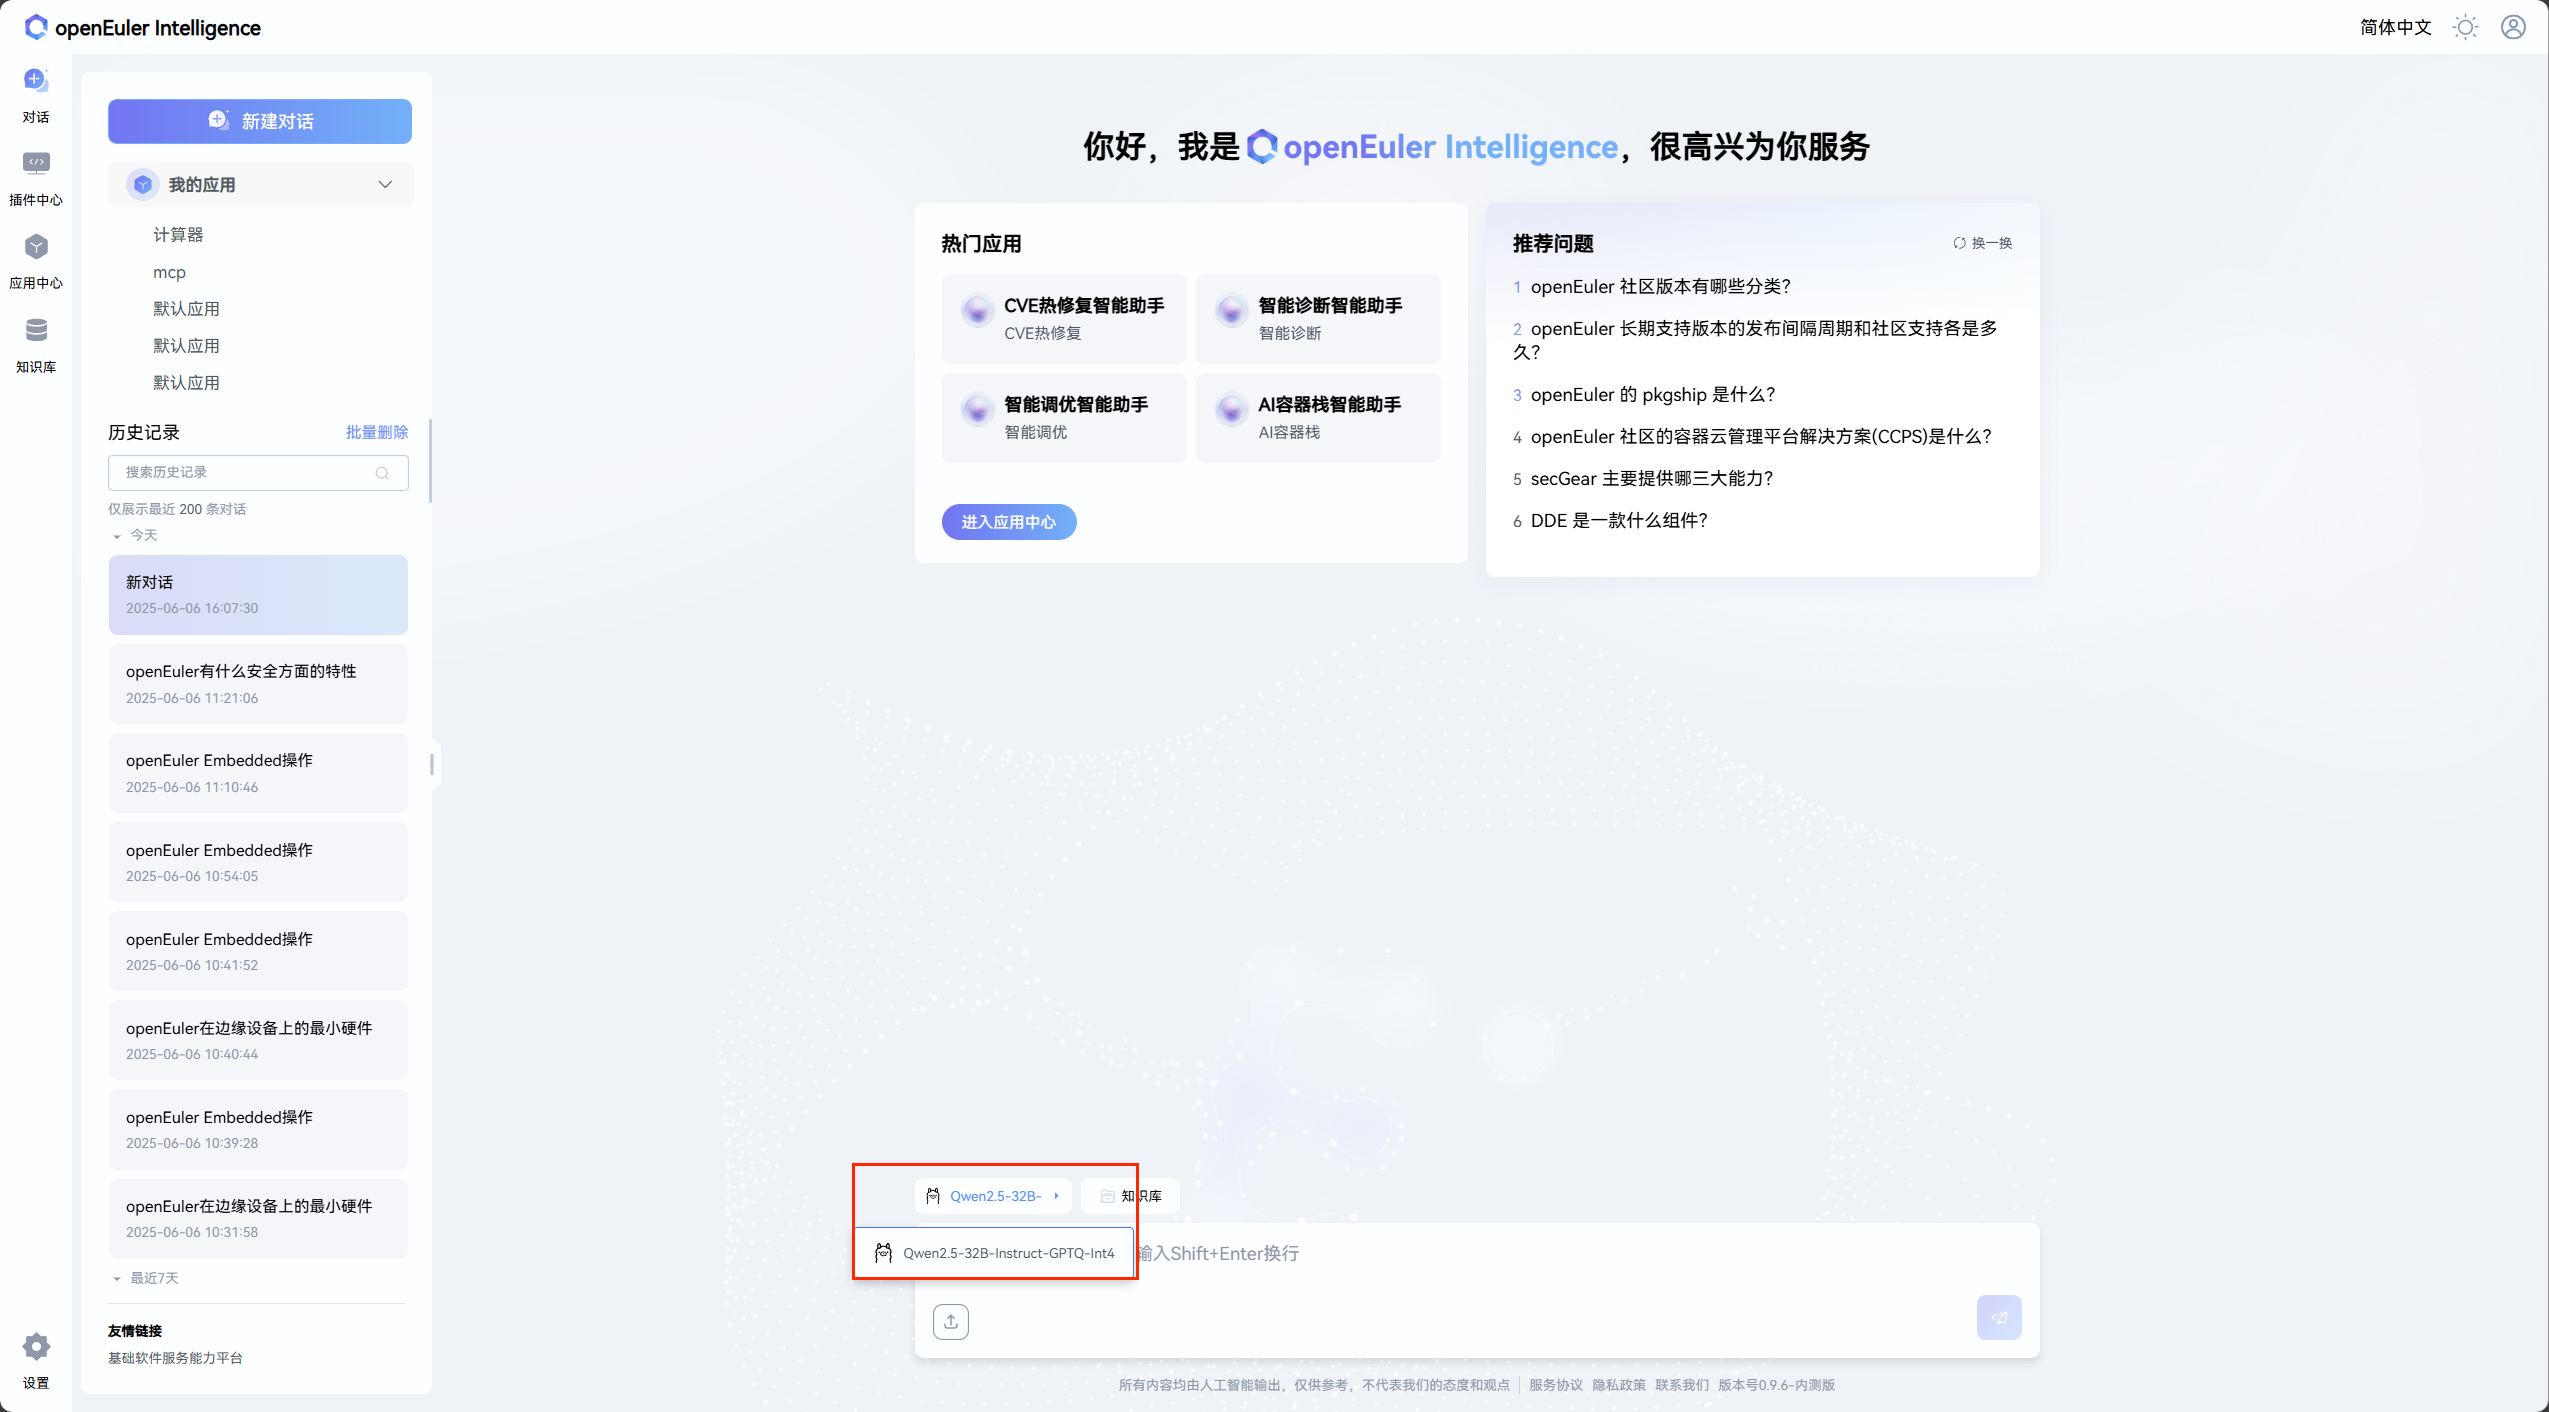 openEuler Intelligence
简体中文
对话
插件中心
应用中心
知识库
设置
新建对话
我的应用
计算器
mcp
默认应用
默认应用
默认应用
历史记录
批量删除
搜索历史记录
仅展示最近 200 条对话
今天
新对话
2025-06-06 16:07:30
openEuler有什么安全方面的特性
2025-06-06 11:21:06
openEuler Embedded操作
2025-06-06 11:10:46
openEuler Embedded操作
2025-06-06 10:54:05
openEuler Embedded操作
2025-06-06 10:41:52
openEuler在边缘设备上的最小硬件
2025-06-06 10:40:44
openEuler Embedded操作
2025-06-06 10:39:28
openEuler在边缘设备上的最小硬件
2025-06-06 10:31:58
最近7天
友情链接
基础软件服务能力平台
你好，我是 openEuler Intelligence，很高兴为你服务
热门应用
CVE热修复智能助手
CVE热修复
智能诊断智能助手
智能诊断
智能调优智能助手
智能调优
AI容器栈智能助手
AI容器栈
进入应用中心
推荐问题
换一换
1 openEuler 社区版本有哪些分类？
2 openEuler 长期支持版本的发布间隔周期和社区支持各是多
久？
3 openEuler 的 pkgship 是什么？
4 openEuler 社区的容器云管理平台解决方案(CCPS)是什么？
5 secGear 主要提供哪三大能力？
6 DDE 是一款什么组件？
Qwen2.5-32B-
知识库
Qwen2.5-32B-Instruct-GPTQ-Int4
输入Shift+Enter换行
所有内容均由人工智能输出，仅供参考，不代表我们的态度和观点 服务协议 隐私政策 联系我们 版本号0.9.6-内测版